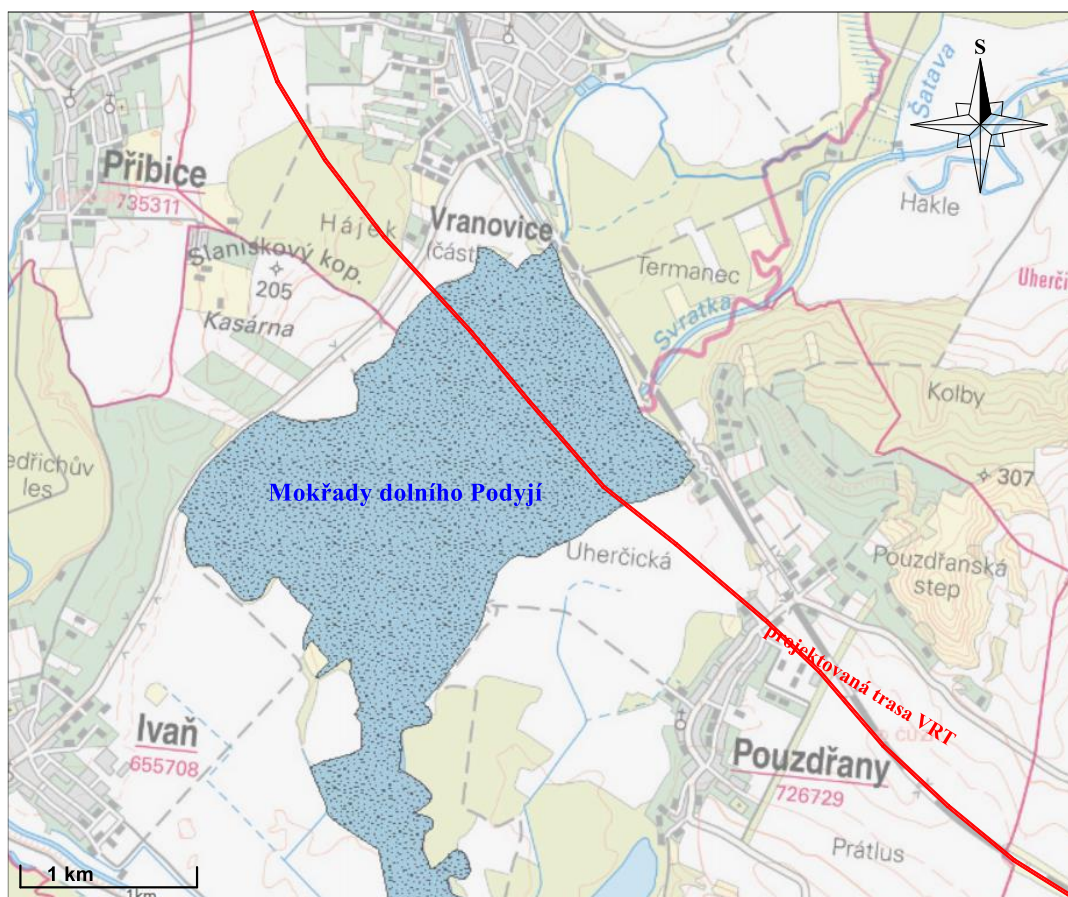 S
Šatava
Přibice
735311
Hakle
Hájek
Vranovice
(část)
Slaniskový kop.
205
Termanec
Uherči
Kasárna
Svratka
Kolby
edřichův
les
307
Mokřady dolního Podyjí
Uherčická
Pouzdřanská
step
projektovaná trasa VRT
Ivaň
655708
Pouzdřany
726729
Prátlus
1 km
1km